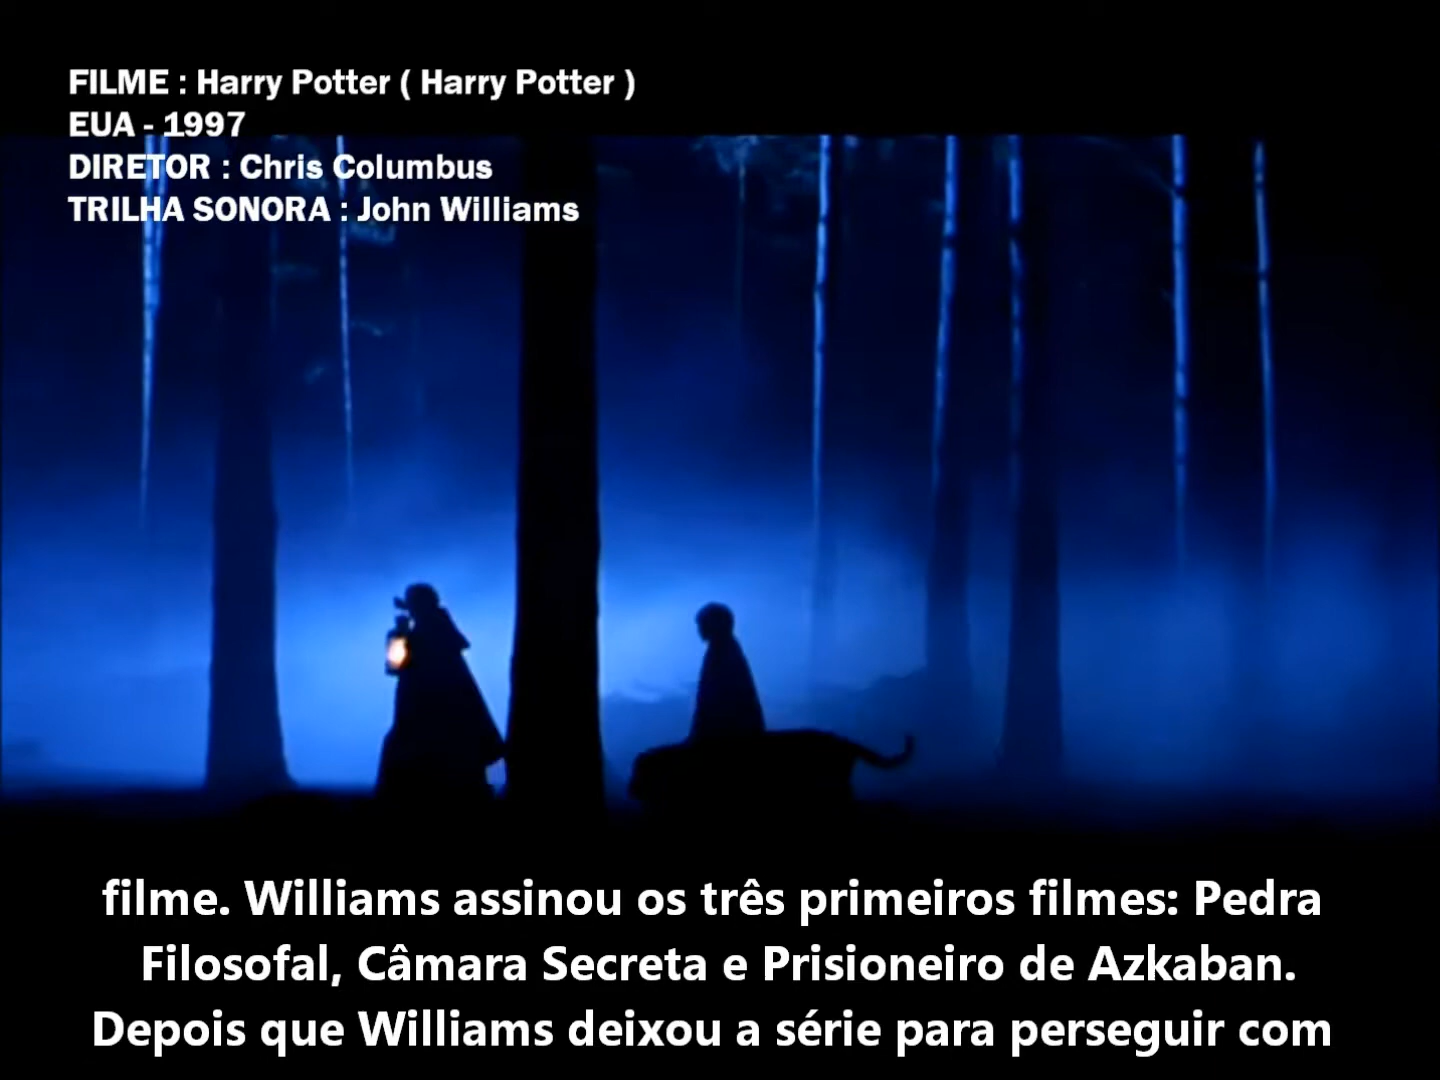 FILME : Harry Potter ( Harry Potter )
EUA - 1997
DIRETOR : Chris Columbus
TRILHA SONORA : John Williams
filme. Williams assinou os três primeiros filmes: Pedra
Filosofal, Câmara Secreta e Prisioneiro de Azkaban.
Depois que Williams deixou a série para perseguir com